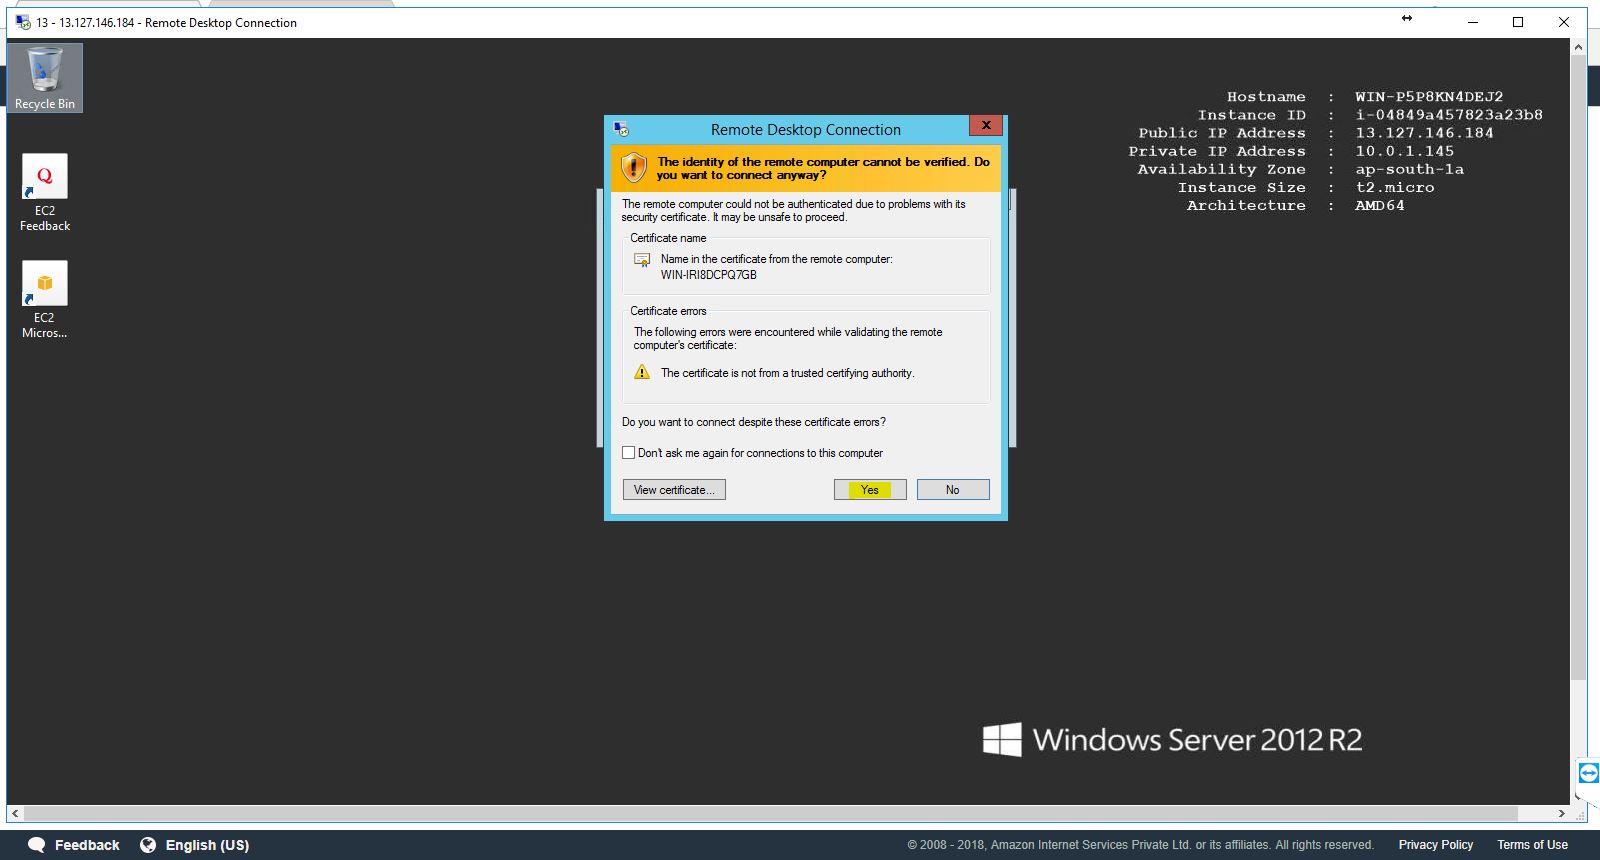 13 - 13.127.146.184 - Remote Desktop Connection
Recycle Bin
EC2
Feedback
EC2
Micros...
Hostname : WIN-P5P8KN4DEJ2
Instance ID : i-04849a457823a23b8
Public IP Address : 13.127.146.184
Private IP Address : 10.0.1.145
Availability Zone : ap-south-1a
Instance Size : t2.micro
Architecture : AMD64
Remote Desktop Connection
The identity of the remote computer cannot be verified. Do
you want to connect anyway?
The remote computer could not be authenticated due to problems with its
security certificate. It may be unsafe to proceed.
Certificate name
Name in the certificate from the remote computer:
WIN-IRI8DCPQ7GB
Certificate errors
The following errors were encountered while validating the remote
computer's certificate:
The certificate is not from a trusted certifying authority.
Do you want to connect despite these certificate errors?
Don't ask me again for connections to this computer
View certificate... Yes No
Windows Server 2012 R2
Feedback English (US) © 2008 - 2018, Amazon Internet Services Private Ltd. or its affiliates. All rights reserved. Privacy Policy Terms of Use